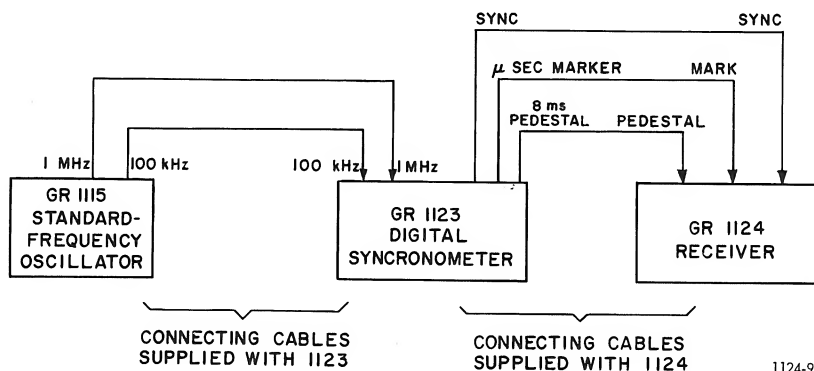 SYNC SYNC
μ SEC MARKER MARK
8 ms
PEDESTAL PEDESTAL
1 MHz 100 kHz 100 kHz 1 MHz
GR 1115
STANDARD-
FREQUENCY
OSCILLATOR
GR 1123
DIGITAL
SYNCRONOMETER
GR 1124
RECEIVER
CONNECTING CABLES
SUPPLIED WITH 1123
CONNECTING CABLES
SUPPLIED WITH 1124
1124-9